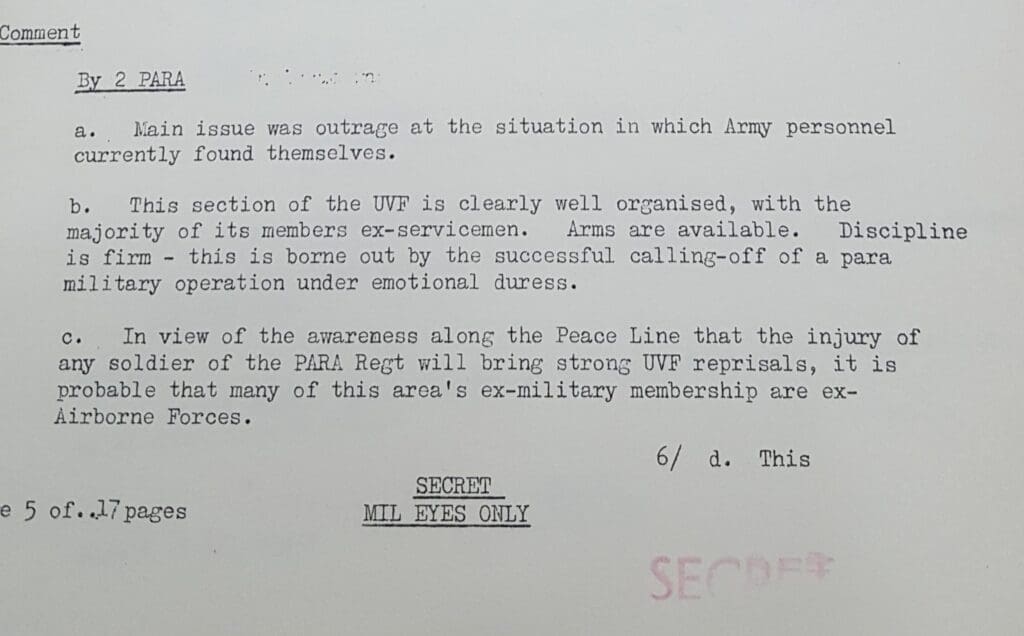 Comment
By 2 PARA
a. Main issue was outrage at the situation in which Army personnel
currently found themselves.
b. This section of the UVF is clearly well organised, with the
majority of its members ex-servicemen. Arms are available. Discipline
is firm - this is borne out by the successful calling-off of a para
military operation under emotional duress.
c. In view of the awareness along the Peace Line that the injury of
any soldier of the PARA Regt will bring strong UVF reprisals, it is
probable that many of this area's ex-military membership are ex-
Airborne Forces.
6/ d. This
SECRET
e 5 of..17 pages
MIL EYES ONLY
SECRET